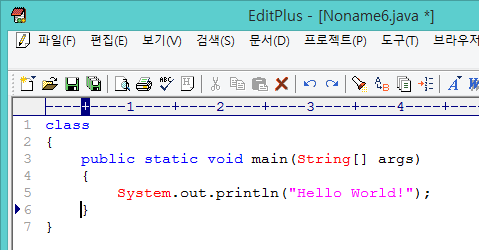 EditPlus - [Noname6.java *]
파일(F) 편집(E) 보기(V) 검색(S) 문서(D) 프로젝트(P) 도구(T) 브라우저
----+----1----+----2----+----3----+----4----+--
1 class
2 {
3 public static void main(String[] args)
4 {
5 System.out.println("Hello World!");
6 }
7 }